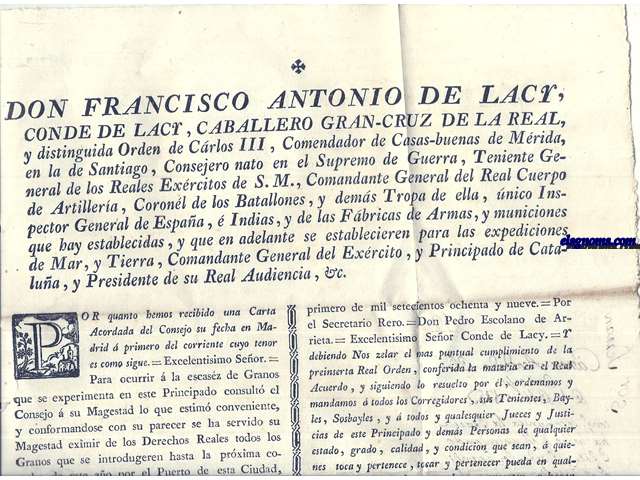 DON FRANCISCO ANTONIO DE LACY,
CONDE DE LACY, CABALLERO GRAN-CRUZ DE LA REAL,
y distinguida Orden de Cárlos III, Comendador de Casas-buenas de Mérida,
en la de Santiago, Consejero nato en el Supremo de Guerra, Teniente Ge-
neral de los Reales Exércitos de S. M., Comandante General del Real Cuerpo
de Artillería, Coronél de los Batallones, y demás Tropa de ella, único Ins-
pector General de España, é Indias, y de las Fábricas de Armas, y municiones
que hay establecidas, y que en adelante se establecieren para las expediciones
de Mar, y Tierra, Comandante General del Exército, y Principado de Cata-
luña, y Presidente de su Real Audiencia, &c.
elagnoma.com
POR quanto hemos recibido una Carta
Acordada del Consejo su fecha en Ma-
drid á primero del corriente cuyo tenor
es como sigue.=Excelentisimo Señor.=
Para ocurrir á la escaséz de Granos
que se experimenta en este Principado consultó el
Consejo á su Magestad lo que estimó conveniente,
y conformandose con su parecer se ha servido su
Magestad eximir de los Derechos Reales todos los
Granos que se introdugeren hasta la próxima co-
de este año por el Puerto de esta Ciudad,
primero de mil setecientos ochenta y nueve.=Por
el Secretario Rero.=Don Pedro Escolano de Ar-
rieta.=Excelentisimo Señor Conde de Lacy.=Y
debiendo Nos zelar el mas puntual cumplimiento de la
preinserta Real Orden, conferida la materia en el Real
Acuerdo, y siguiendo lo resuelto por él, ordenamos y
mandamos á todos los Corregidores, sus Tenientes, Bay-
les, Sosbayles, y á todos y qualesquier Jueces y Justi-
cias de este Principado y demás Personas de qualquier
estado, grado, calidad, y condicion que sean, á quie-
nes toca y pertenece, tocar y pertenecer pueda en qual-